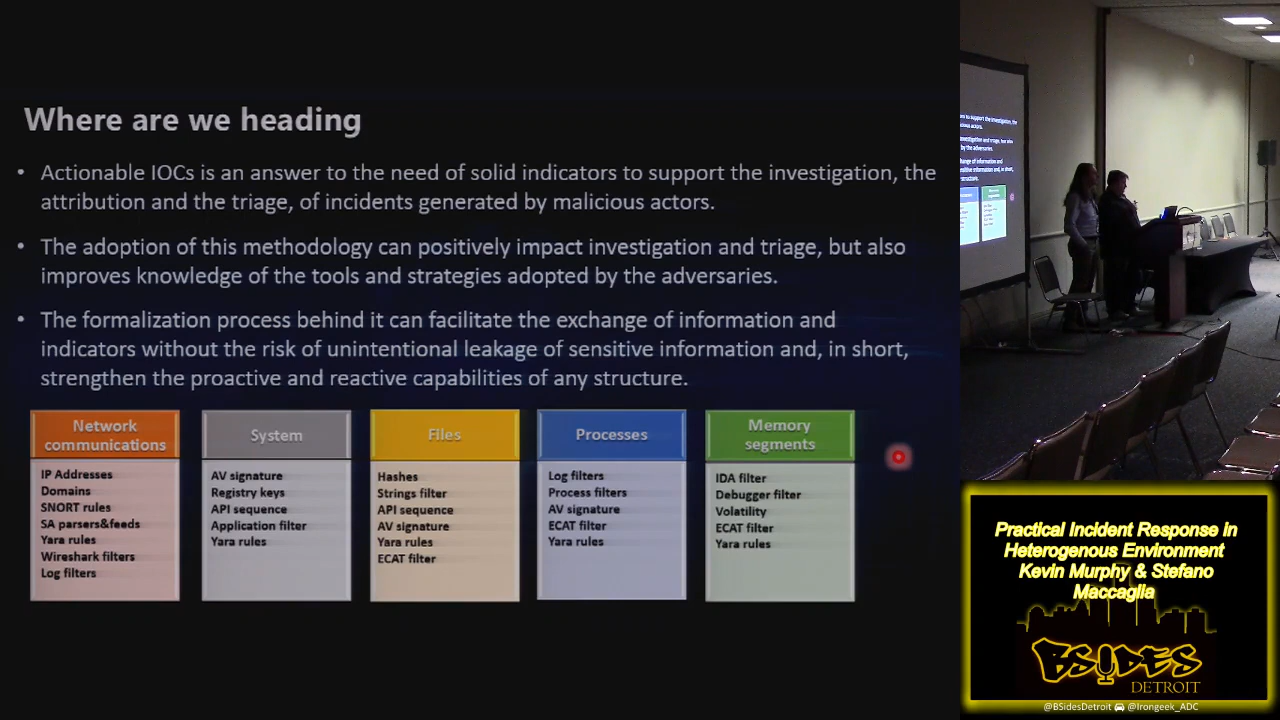 Where are we heading
• Actionable IOCs is an answer to the need of solid indicators to support the investigation, the
attribution and the triage, of incidents generated by malicious actors.
• The adoption of this methodology can positively impact investigation and triage, but also
improves knowledge of the tools and strategies adopted by the adversaries.
• The formalization process behind it can facilitate the exchange of information and
indicators without the risk of unintentional leakage of sensitive information and, in short,
strengthen the proactive and reactive capabilities of any structure.
Network
communications
IP Addresses
Domains
SNORT rules
SA parsers&feeds
Yara rules
Wireshark filters
Log filters
System
AV signature
Registry keys
API sequence
Application filter
Yara rules
Files
Hashes
Strings filter
API sequence
AV signature
Yara rules
ECAT filter
Processes
Log filters
Process filters
AV signature
ECAT filter
Yara rules
Memory
segments
IDA filter
Debugger filter
Volatility
ECAT filter
Yara rules
Practical Incident Response in
Heterogenous Environment
Kevin Murphy & Stefano
Maccaglia
BSIDES
DETROIT
@BSidesDetroit @Irongeek_ADC